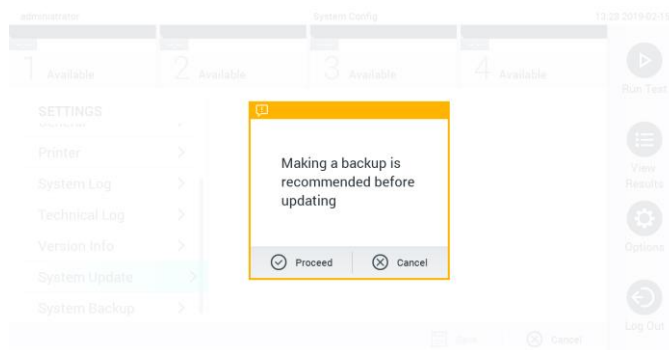 administrator System Config 13:23 2019-02-15
1 Available 2 Available 3 Available 4 Available
Run Test
SETTINGS
General
Printer
View
Results
System Log
Technical Log
Version Info
Options
System Update
System Backup
Log Out
Making a backup is
recommended before
updating
Proceed Cancel
Save Cancel